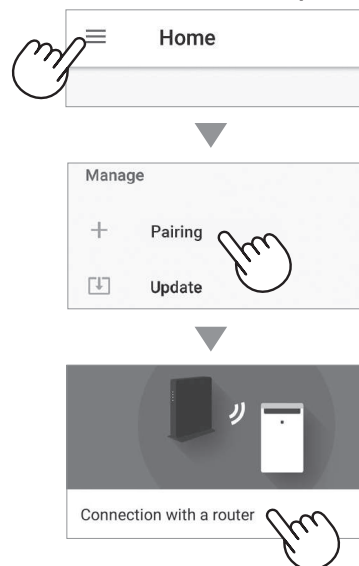 Home
Manage
Pairing
Update
Connection with a router